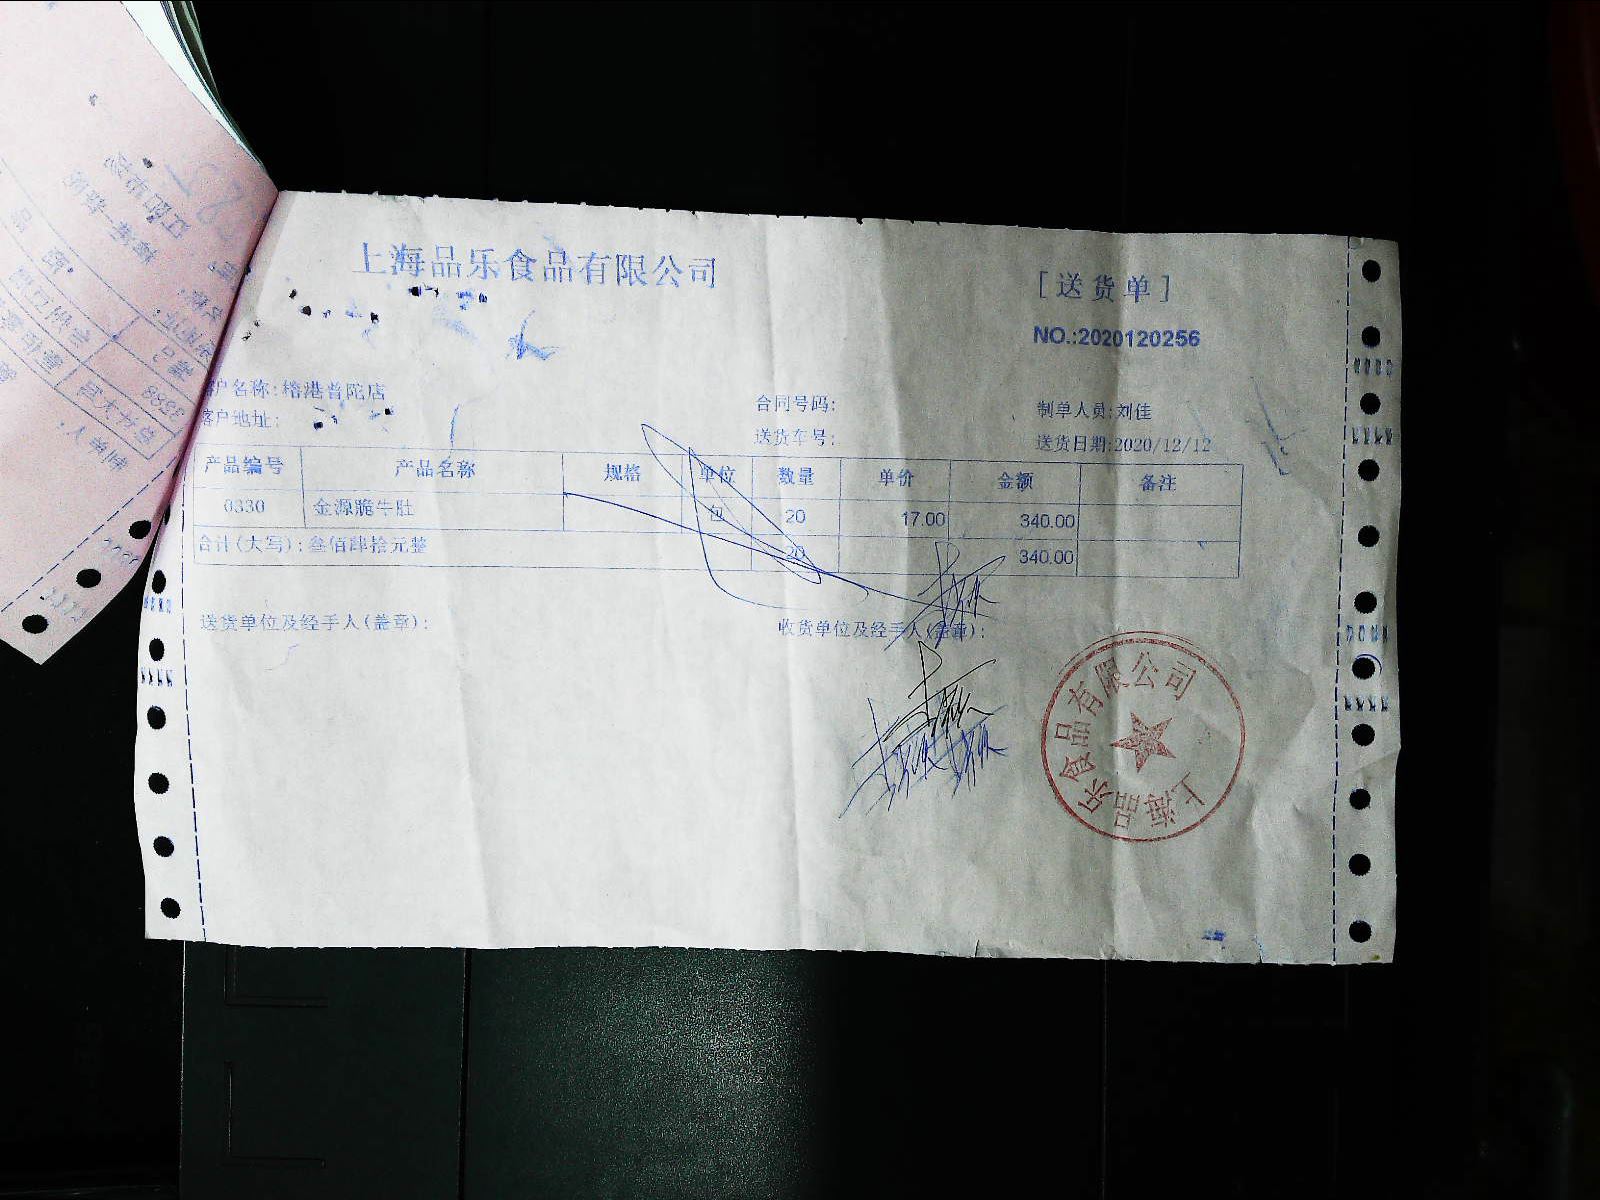 上海品乐食品有限公司
[送货单]
NO.:2020120256
客户名称:榕港普陀店
合同号码:
制单人员:刘佳
客户地址:
送货车号:
送货日期:2020/12/12
产品编号 产品名称 规格 单位 数量 单价 金额 备注
0330 金源脆牛肚 包 20 17.00 340.00
合计(大写):叁佰肆拾元整 20 340.00
送货单位及经手人(盖章):
收货单位及经手人(盖章):
上海品乐食品有限公司